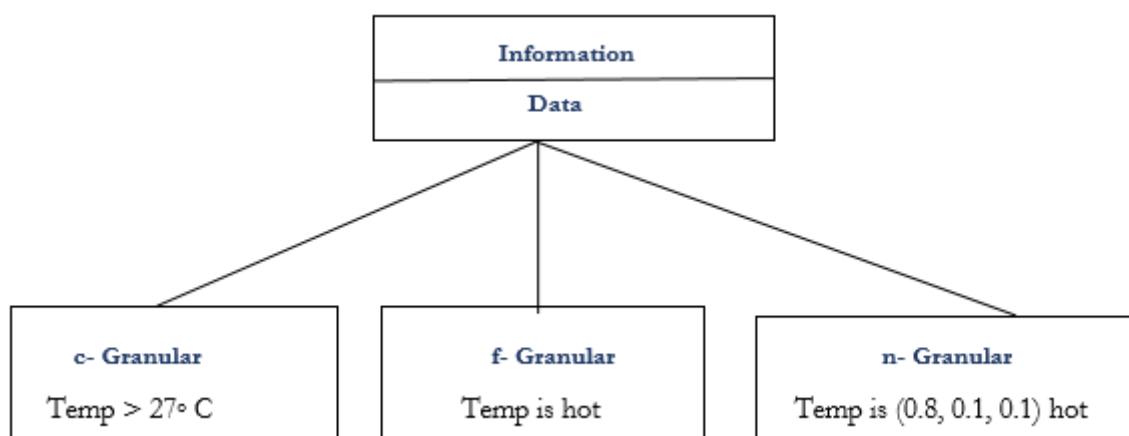 Information
Data
c- Granular
Temp > 27∘ C
f- Granular
Temp is hot
n- Granular
Temp is (0.8, 0.1, 0.1) hot